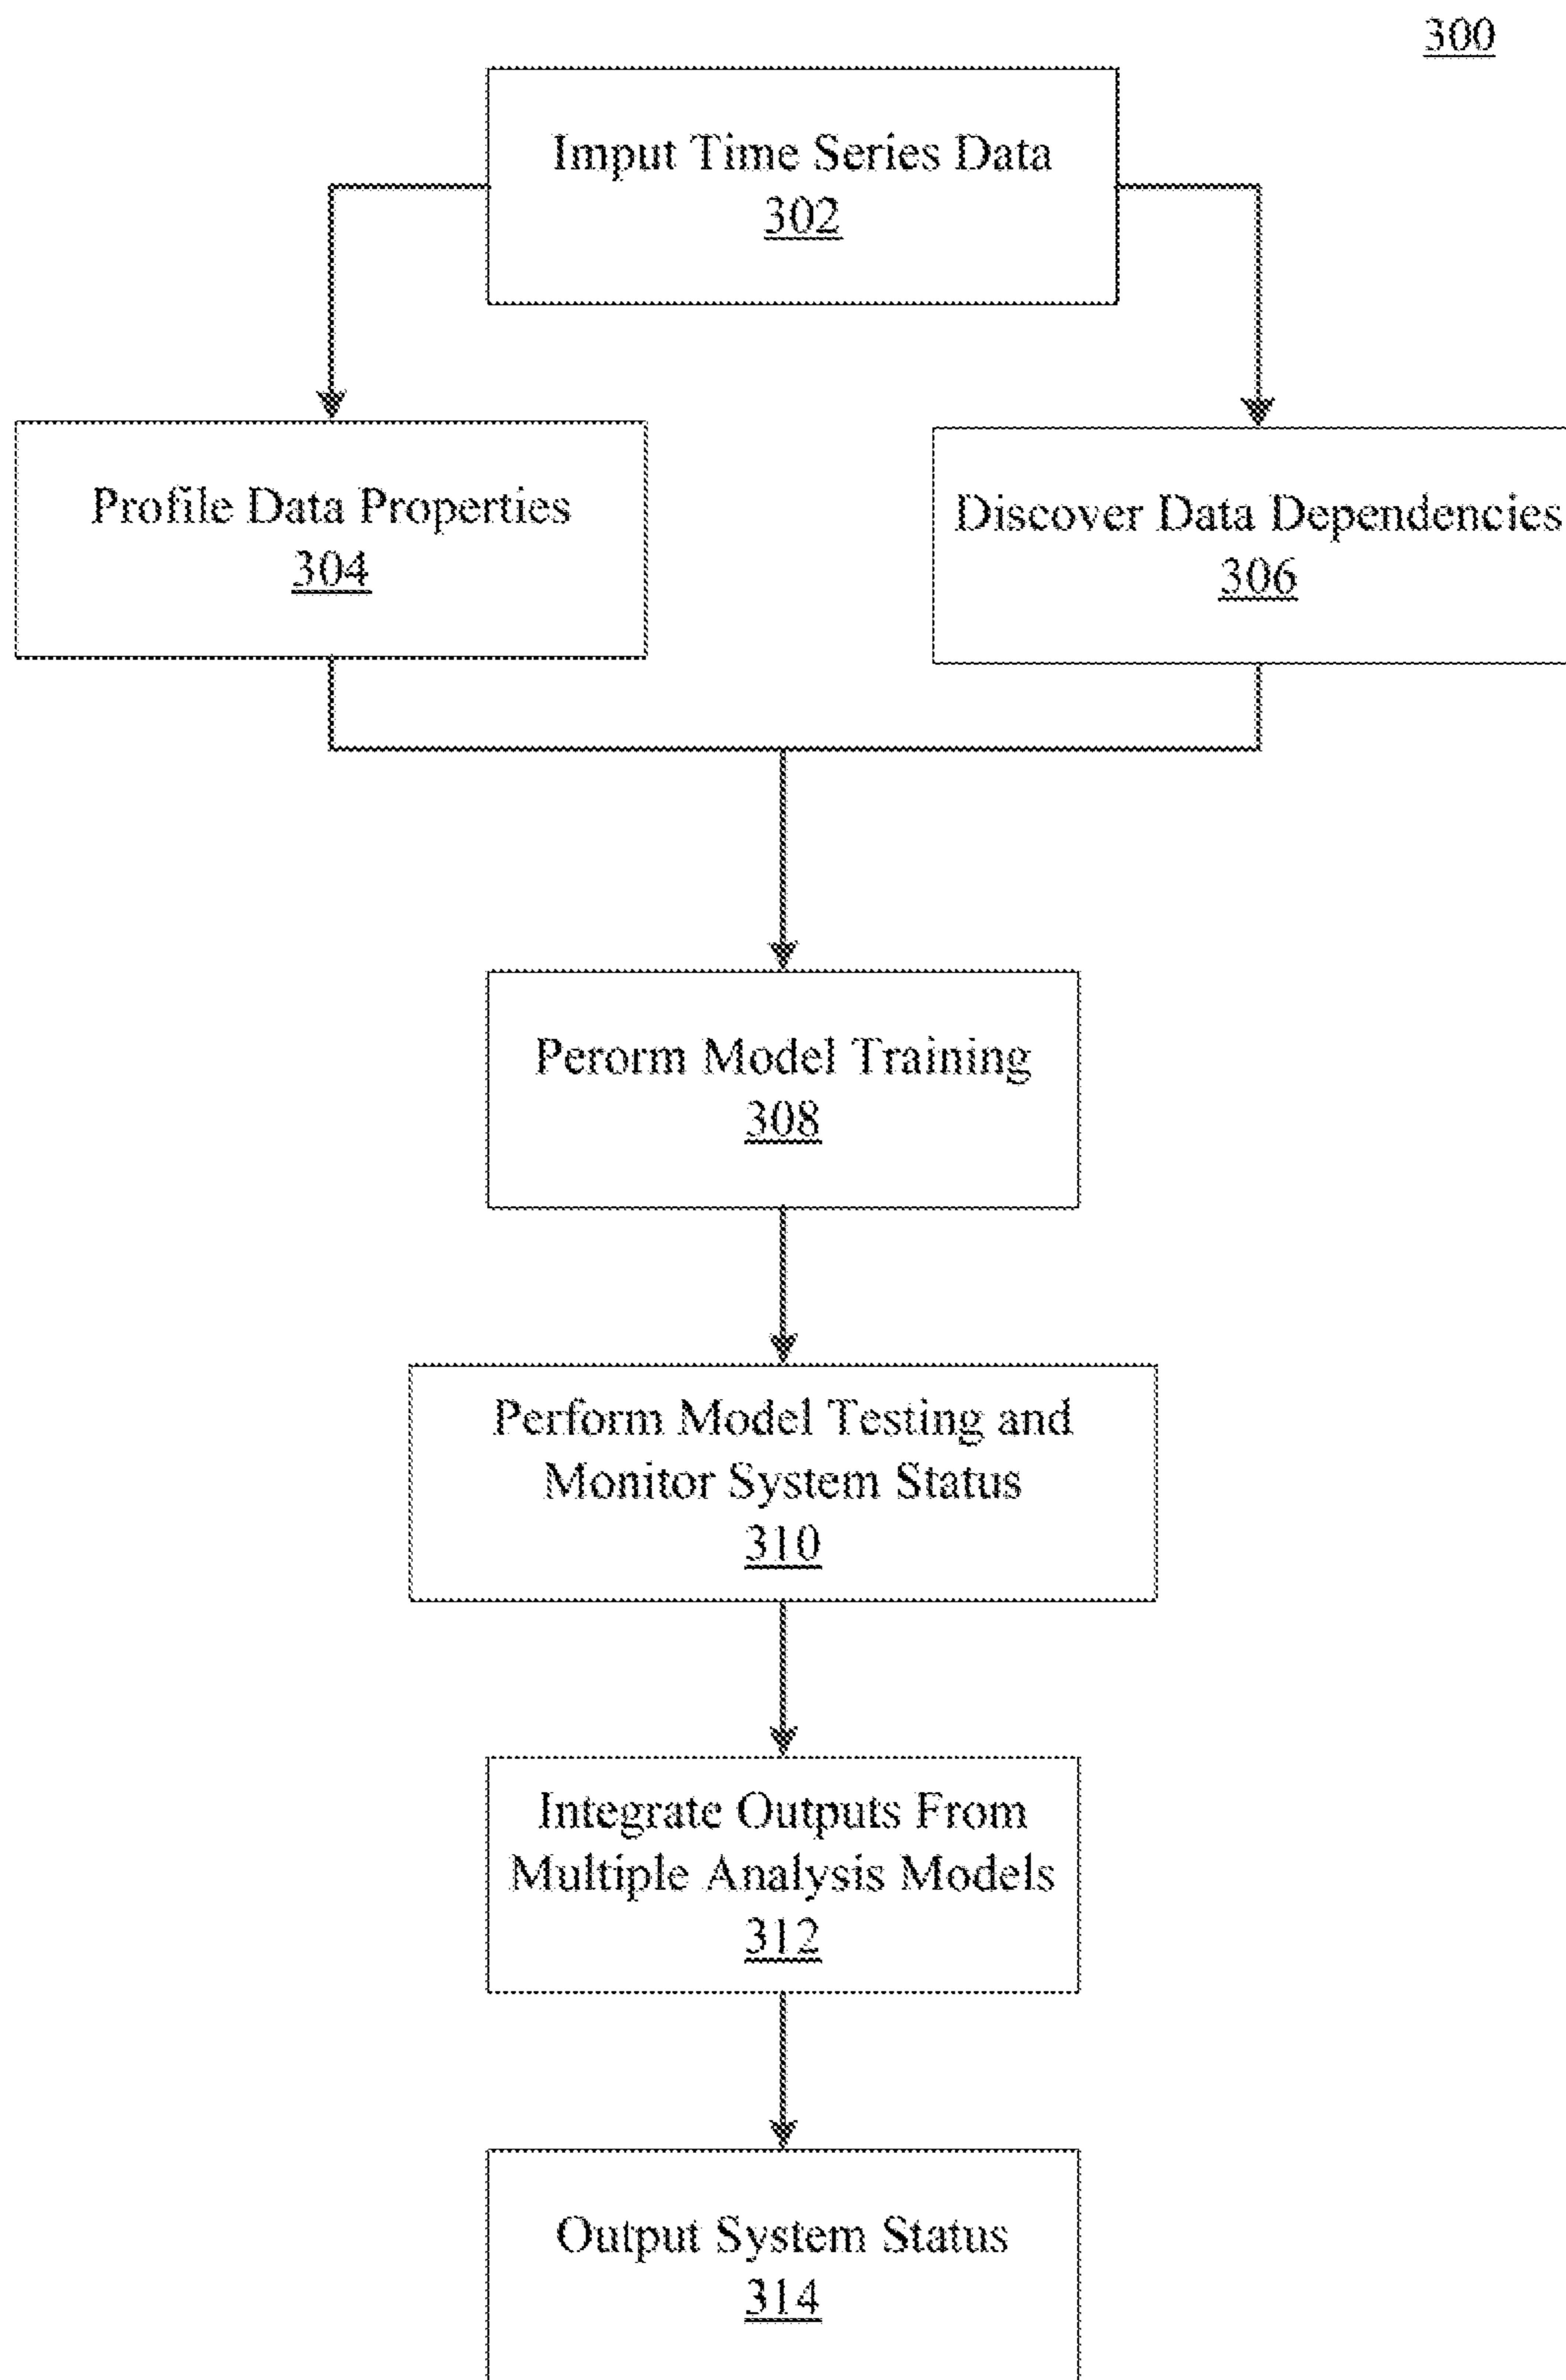 300
Imput Time Series Data
302
Profile Data Properties
304
Discover Data Dependencies
306
Perorm Model Training
308
Perform Model Testing and
Monitor System Status
310
Integrate Outputs From
Multiple Analysis Models
312
Output System Status
314